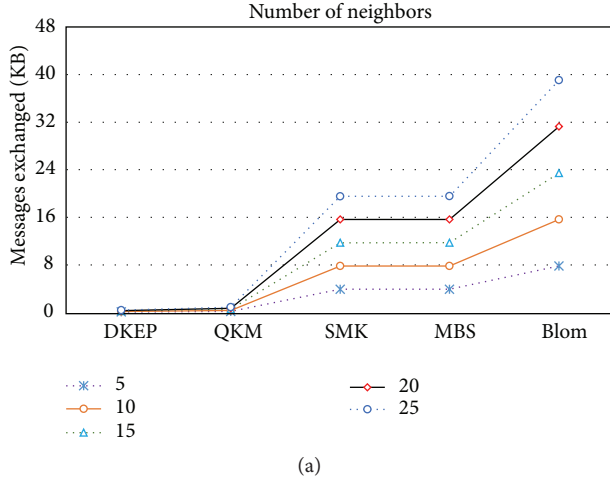 Number of neighbors
Messages exchanged (KB)
48
40
32
24
16
8
0
DKEP QKM SMK MBS Blom
5 20
10 25
15
(a)